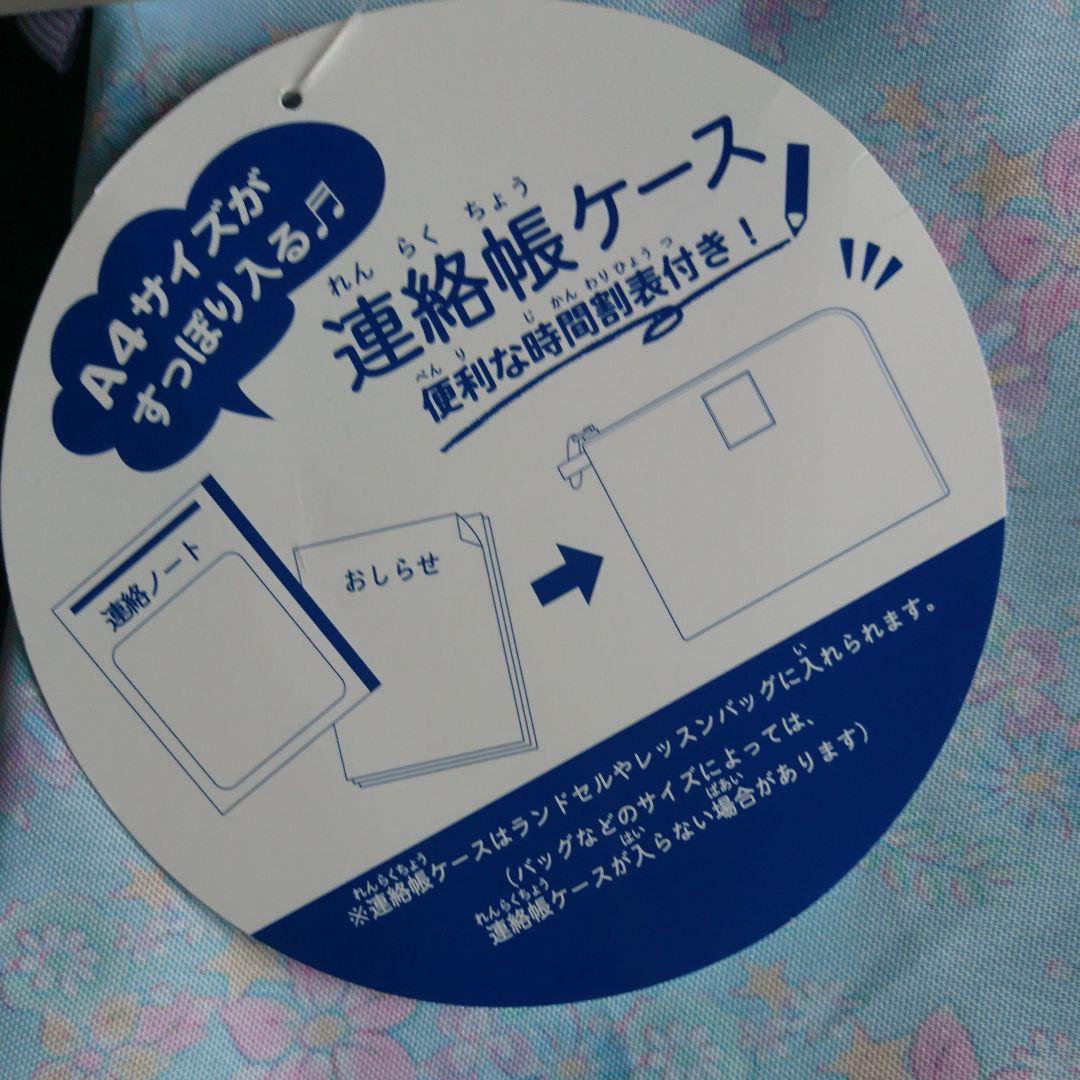 A4サイズが
すっぽり入る♫
れんらくちょう
連絡帳ケース
べんり じかんわりひょうつ
便利な時間割表付き！
連絡ノート
おしらせ
い
れんらくちょう
※連絡帳ケースはランドセルやレッスンバッグに入れられます。
（バッグなどのサイズによっては、
れんらくちょう はい ばあい
連絡帳ケースが入らない場合があります）